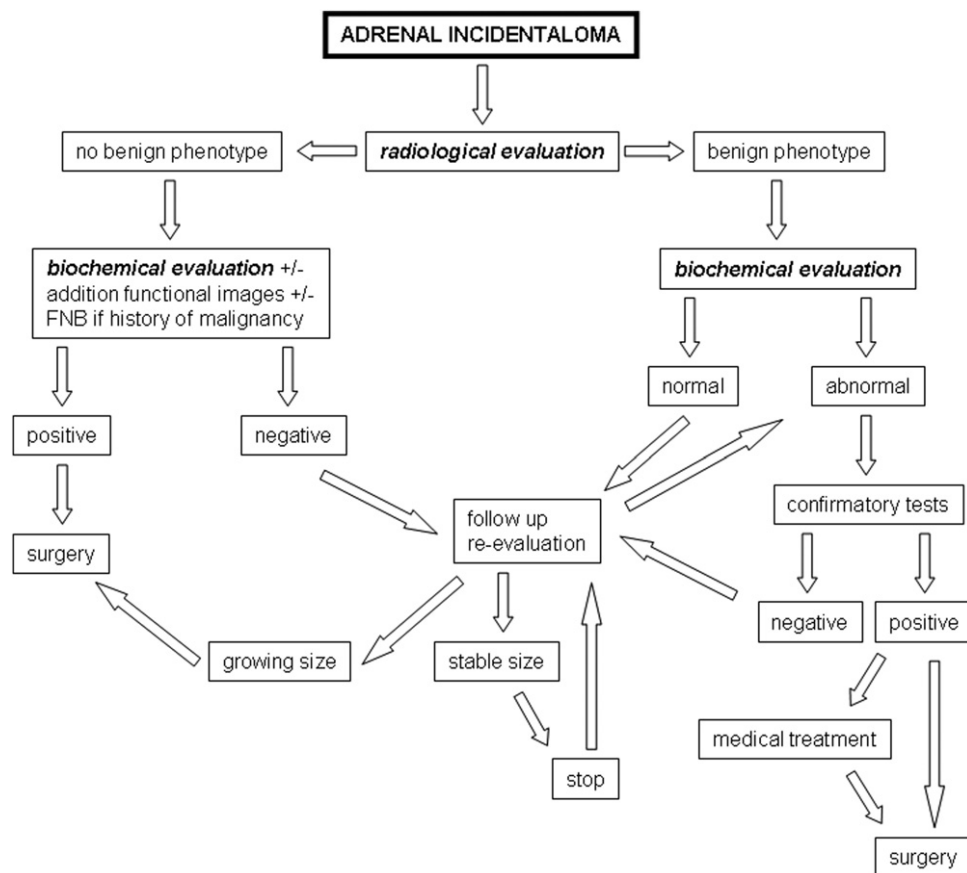 ADRENAL INCIDENTALOMA
no benign phenotype
radiological evaluation
benign phenotype
biochemical evaluation +/-
addition functional images +/-
FNB if history of malignancy
biochemical evaluation
normal
abnormal
positive
negative
confirmatory tests
follow up
re-evaluation
surgery
negative
positive
growing size
stable size
medical treatment
stop
surgery